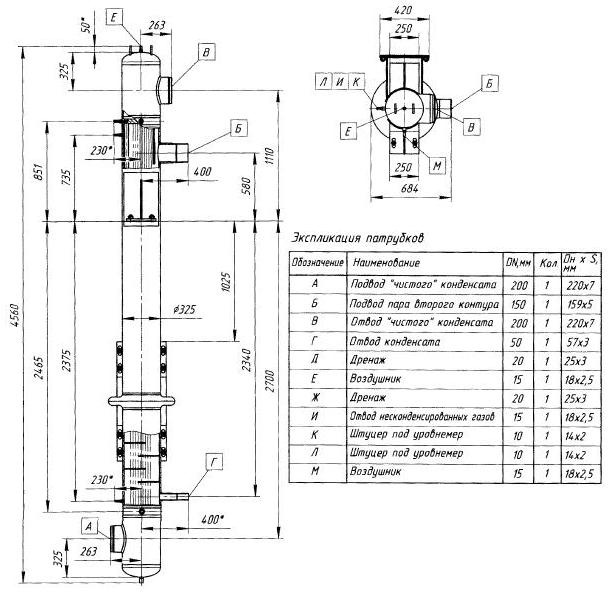 50*
Е
263
В
325
Б
230*
400
851
735
580
1110
4560
1025
⌀325
2465
2375
2340
2700
Г
230*
400*
А
263
325
420
250
Л И К
Б
Е
В
М
250
684
Экспликация патрубков
Обозначение Наименование DN,мм Кол. Dн x S, мм
А Подвод "чистого" конденсата 200 1 220x7
Б Подвод пара второго контура 150 1 159x5
В Отвод "чистого" конденсата 200 1 220x7
Г Отвод конденсата 50 1 57x3
Д Дренаж 20 1 25x3
Е Воздушник 15 1 18x2,5
Ж Дренаж 20 1 25x3
И Отвод несконденсированных газов 15 1 18x2,5
К Штуцер под уровнемер 10 1 14x2
Л Штуцер под уровнемер 10 1 14x2
М Воздушник 15 1 18x2,5